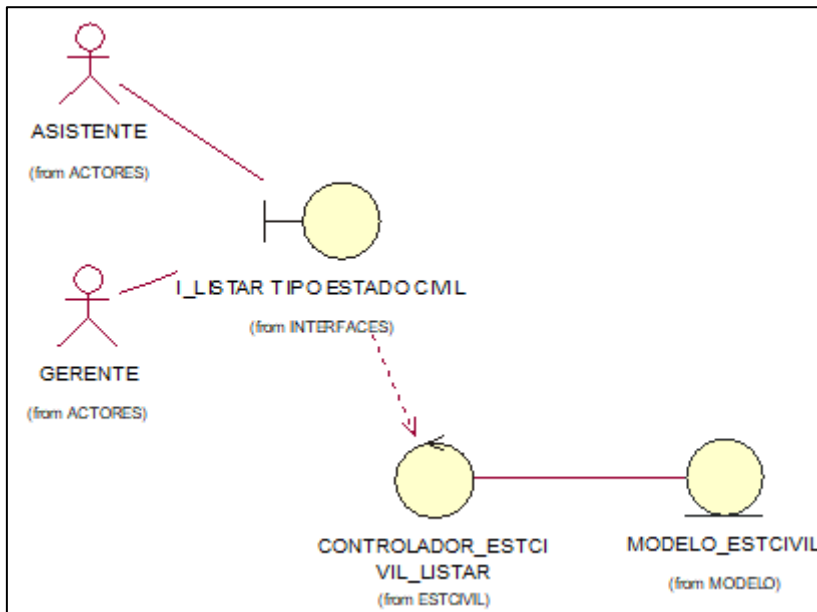 ASISTENTE
(from ACTORES)
I_LISTAR TIPO ESTADO CIVIL
(from INTERFACES)
GERENTE
(from ACTORES)
CONTROLADOR_ESTCI
VIL_LISTAR
(from ESTCIVIL)
MODELO_ESTCIVIL
(from MODELO)